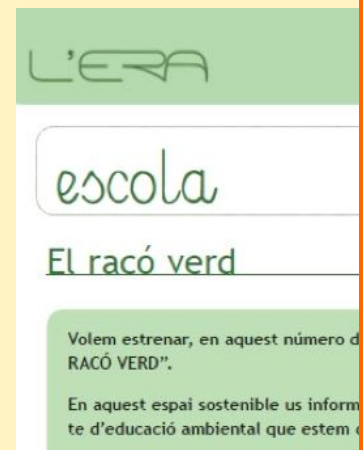 L'ERA
escola
El racó verd
Volem estrenar, en aquest número
RACÓ VERD”.
En aquest espai sostenible us
te d’educació ambiental que estem